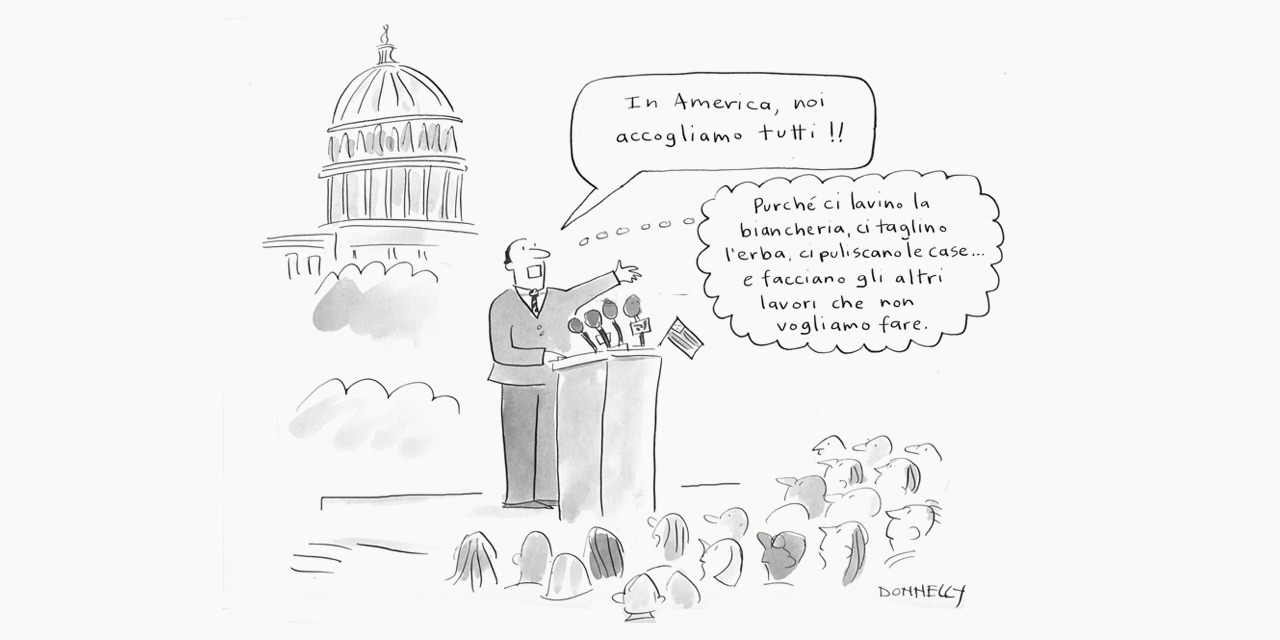 In America, noi
accogliamo tutti !!
Purché ci lavino la
biancheria, ci taglino
l'erba, ci puliscano le case...
e facciano gli altri
lavori che non
vogliamo fare.
DONNELLY